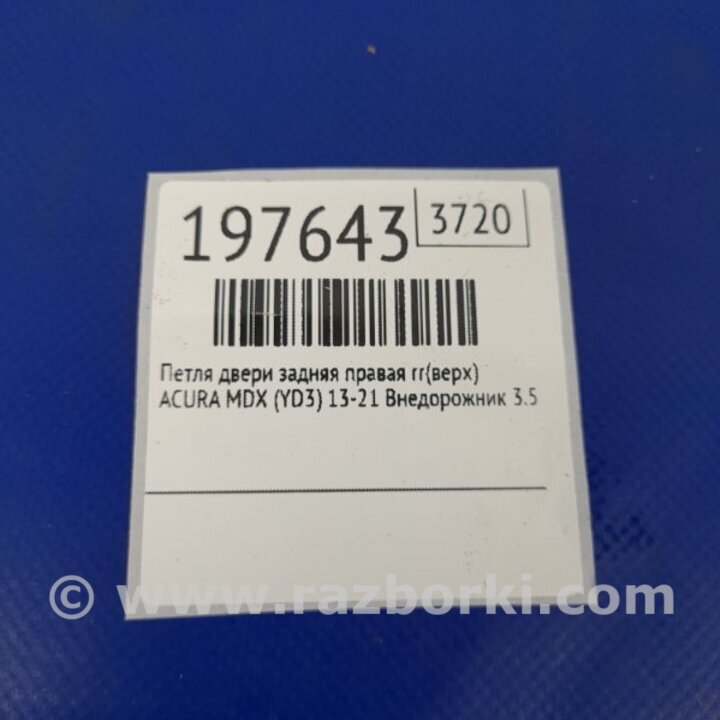 197643 3720
Петля двери задняя правая rr(верх)
ACURA MDX (YD3) 13-21 Внедорожник 3.5
© www.razborki.com